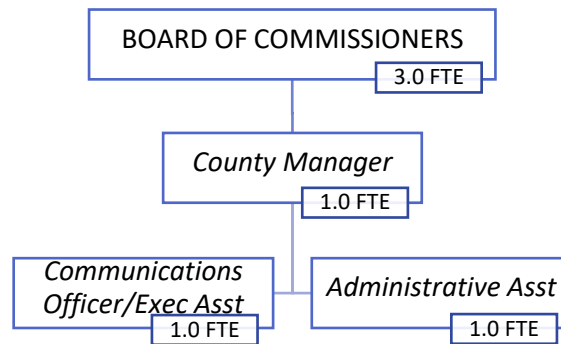 BOARD OF COMMISSIONERS
3.0 FTE
County Manager
1.0 FTE
Communications
Officer/Exec Asst
1.0 FTE
Administrative Asst
1.0 FTE